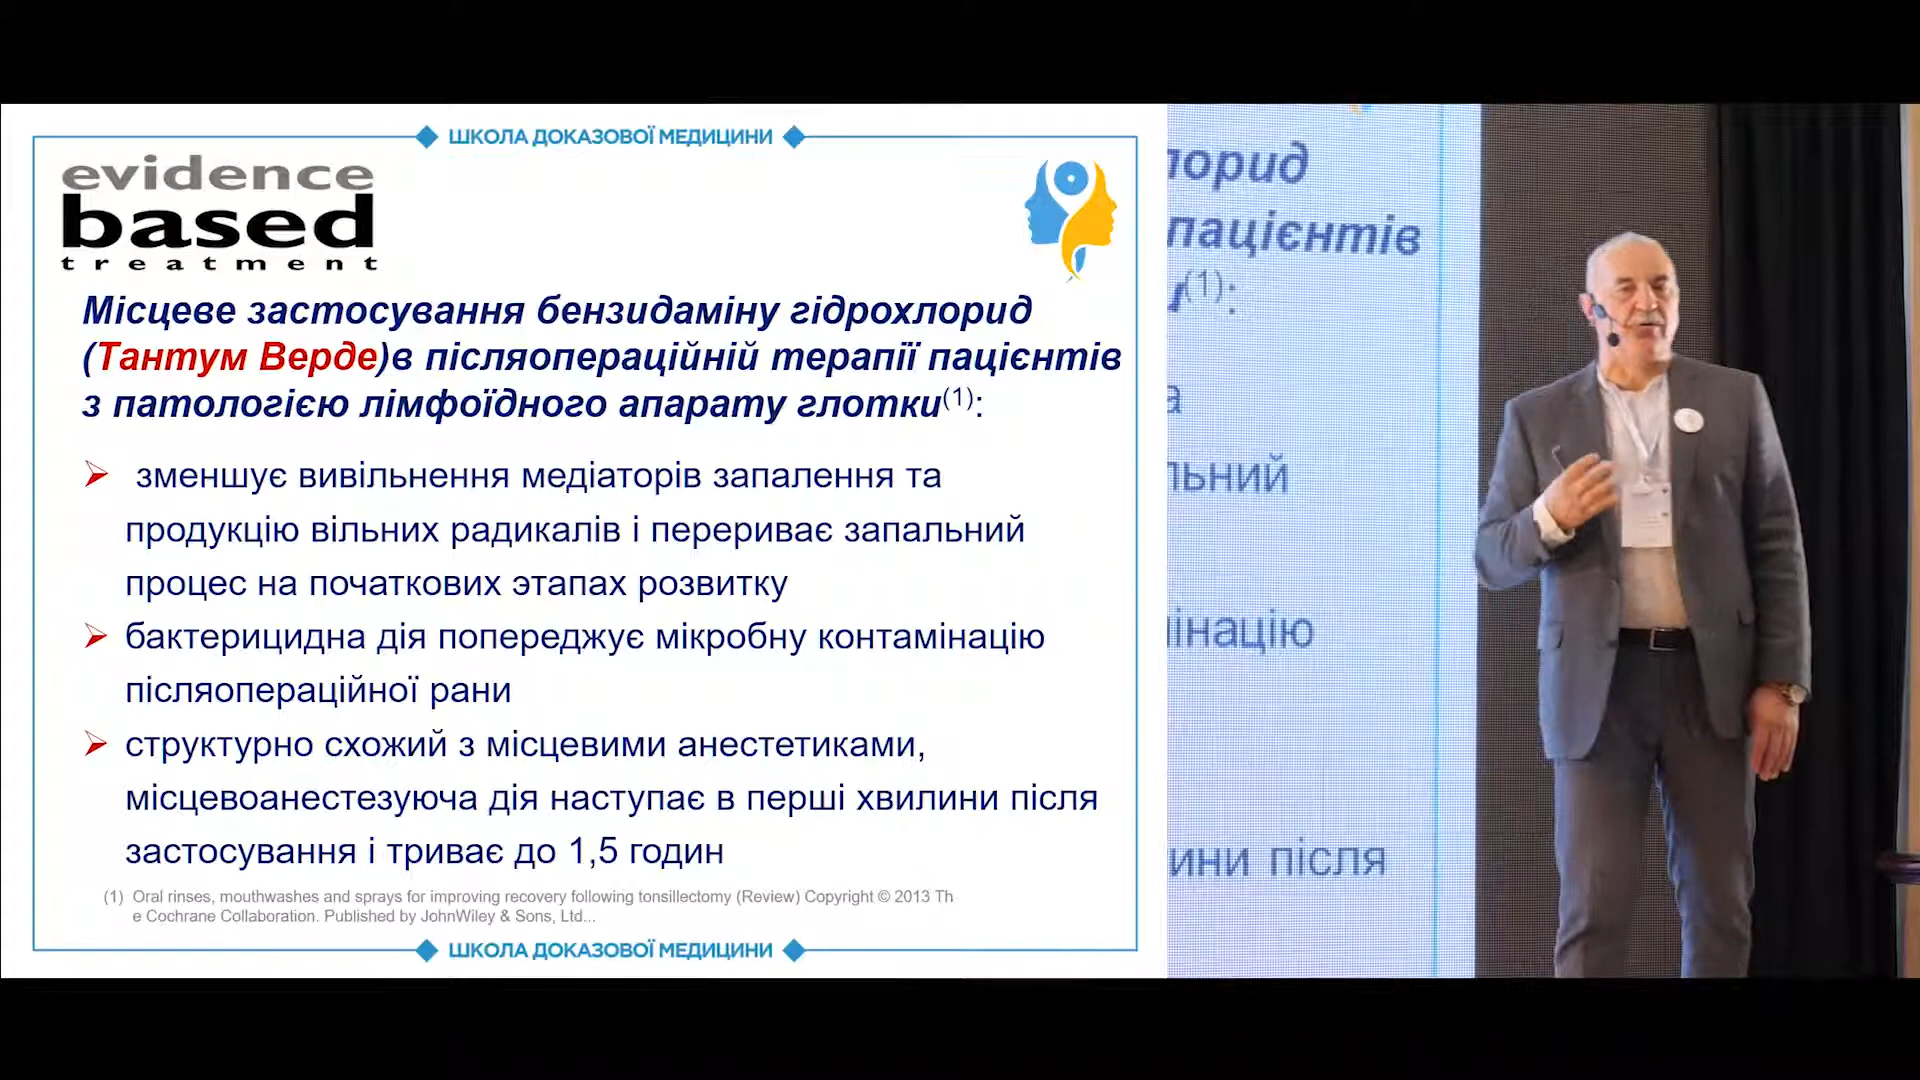 ШКОЛА ДОКАЗОВОЇ МЕДИЦИНИ
evidence
based
treatment
Місцеве застосування бензидаміну гідрохлорид
(Тантум Верде)в післяопераційній терапії пацієнтів
з патологією лімфоїдного апарату глотки(1):
зменшує вивільнення медіаторів запалення та
продукцію вільних радикалів і перериває запальний
процес на початкових етапах розвитку
бактерицидна дія попереджує мікробну контамінацію
післяопераційної рани
структурно схожий з місцевими анестетиками,
місцевоанестезуюча дія наступає в перші хвилини після
застосування і триває до 1,5 годин
(1) Oral rinses, mouthwashes and sprays for improving recovery following tonsillectomy (Review) Copyright © 2013 Th
e Cochrane Collaboration. Published by JohnWiley & Sons, Ltd...
ШКОЛА ДОКАЗОВОЇ МЕДИЦИНИ
лорид
пацієнтів
(1):
а
льний
інацію
ини після